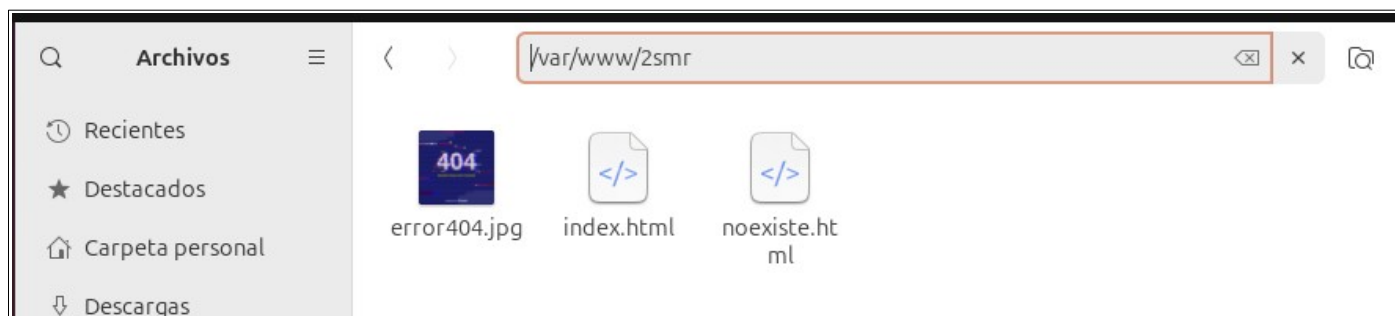 Archivos
/var/www/2smr
Recientes
Destacados
Carpeta personal
Descargas
404
error404.jpg
index.html
noexiste.ht
ml